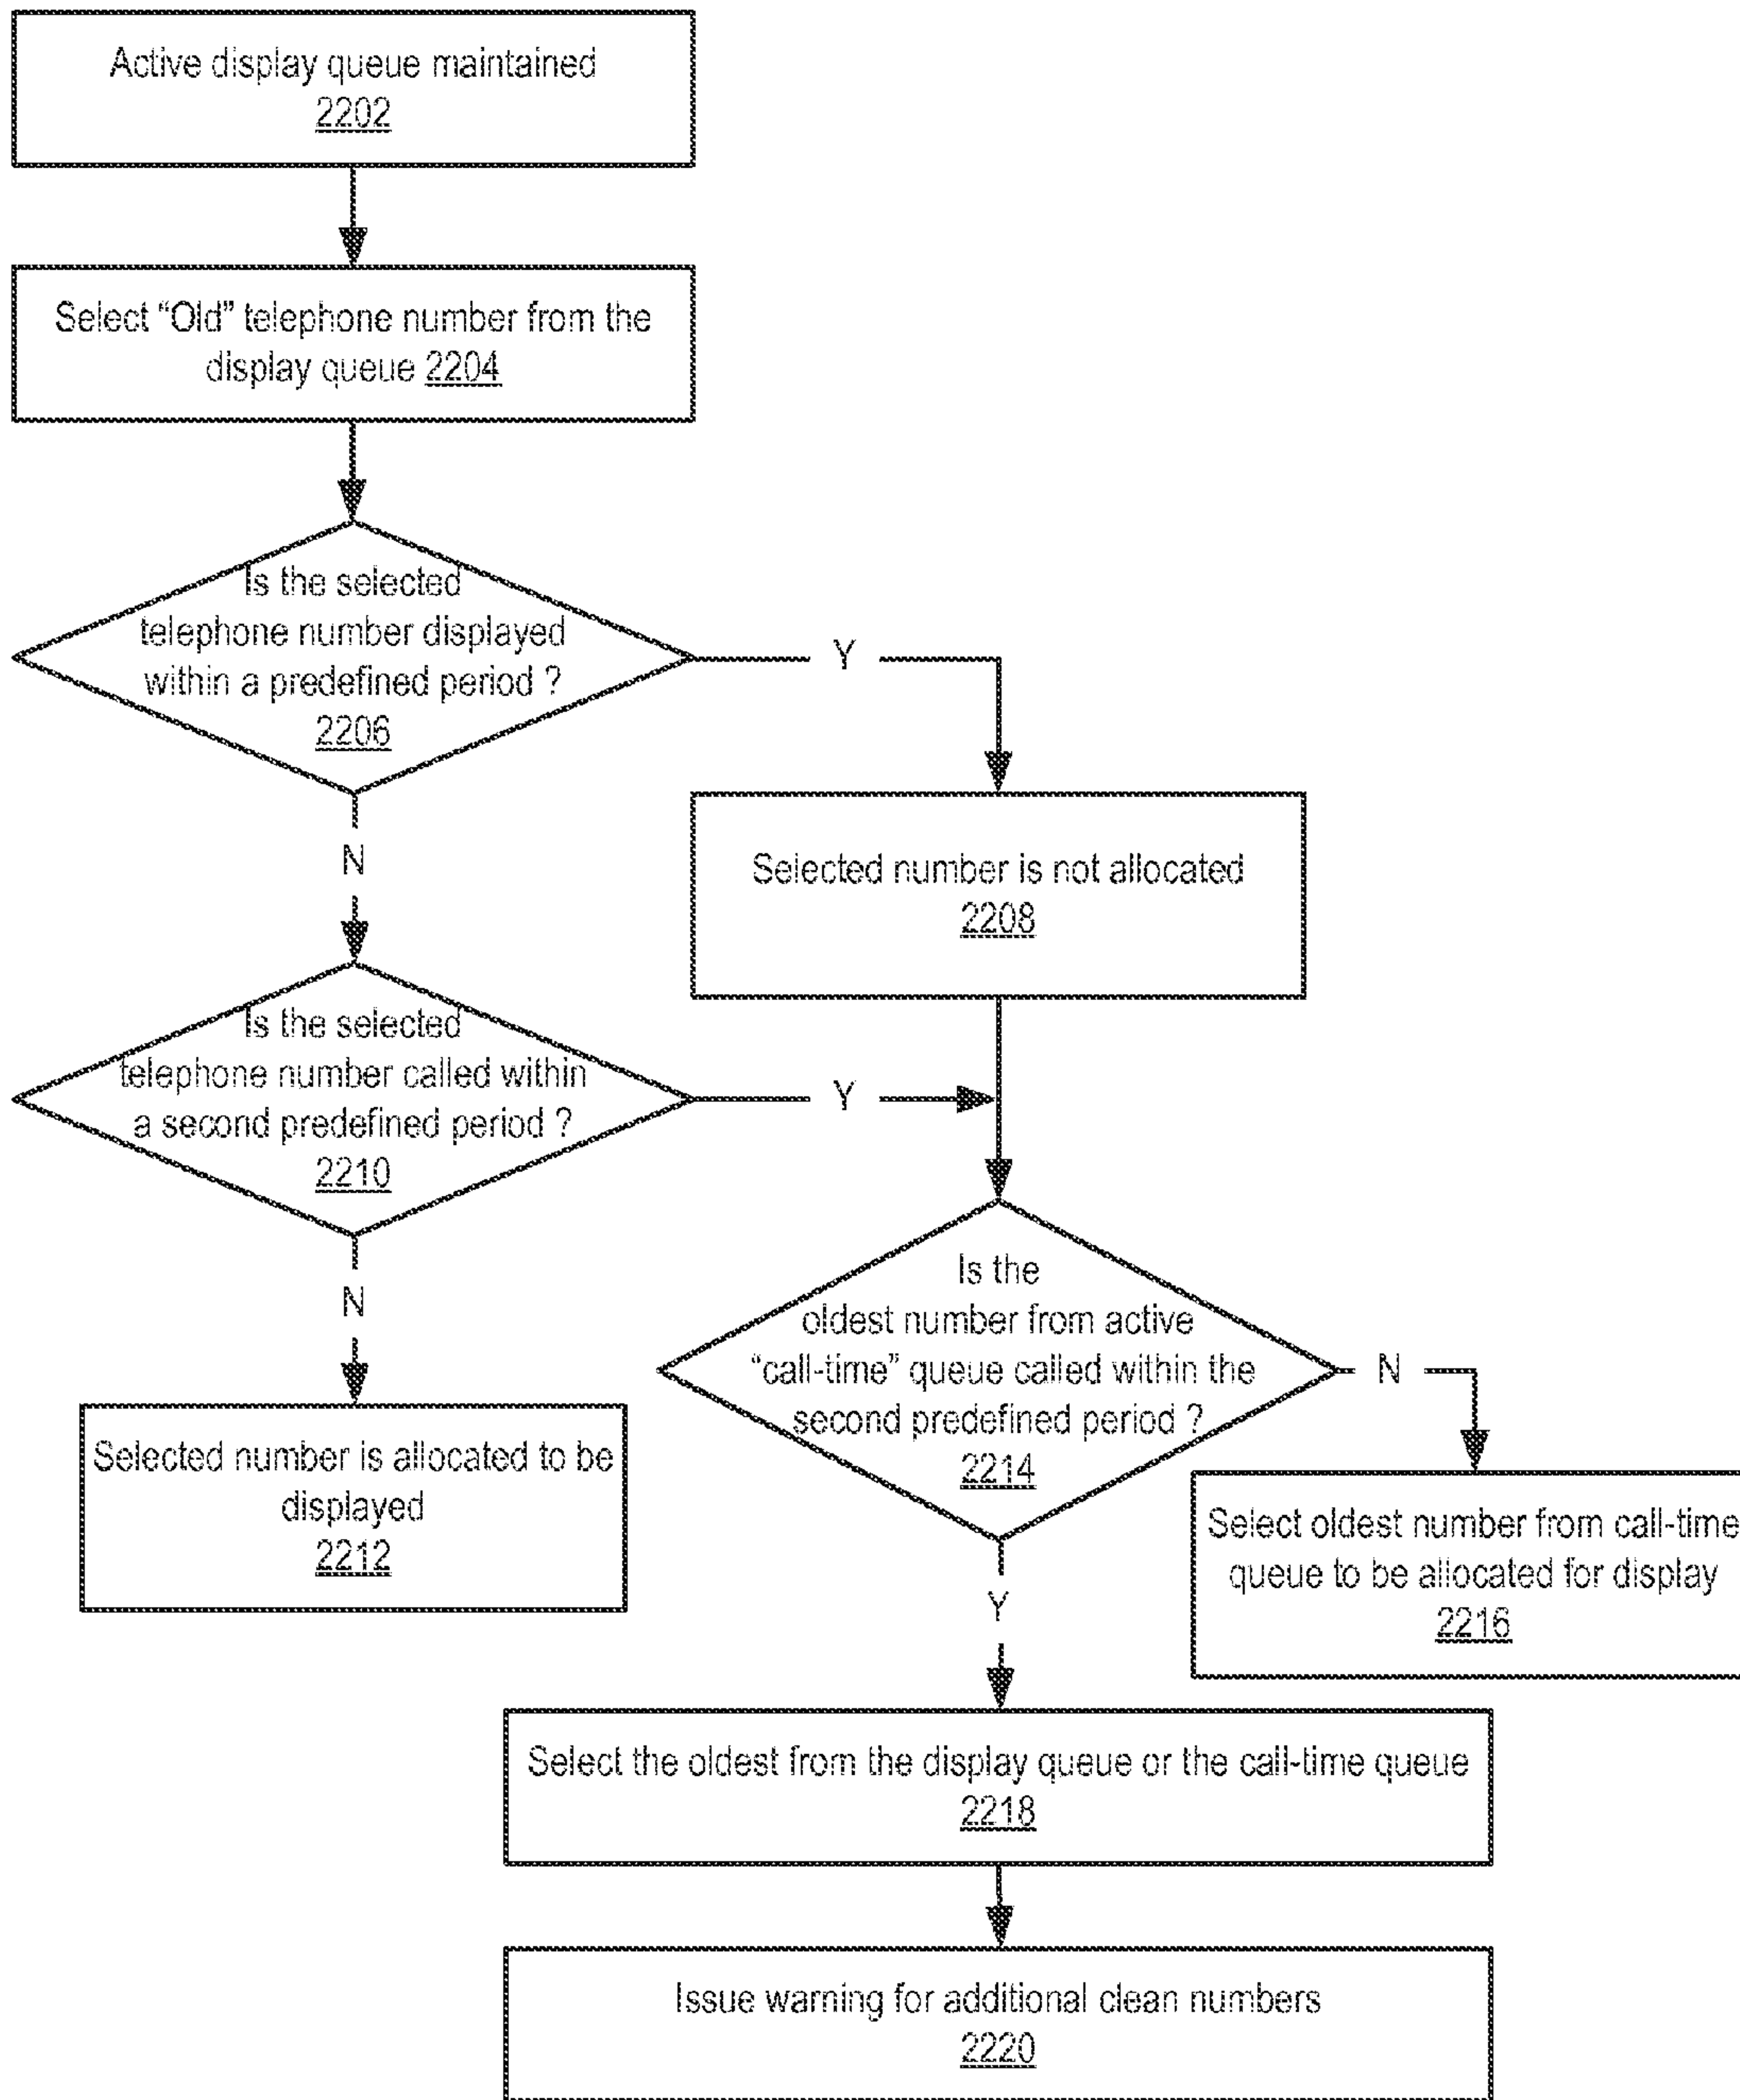 Active display queue maintained
2202
Select “Old” telephone number from the
display queue 2204
Is the selected
telephone number displayed
within a predefined period ?
2206
Y
N
Selected number is not allocated
2208
Is the selected
telephone number called within
a second predefined period ?
2210
Y
N
Is the
oldest number from active
“call-time” queue called within the
second predefined period ?
2214
N
Selected number is allocated to be
displayed
2212
Select oldest number from call-time
queue to be allocated for display
2216
Y
Select the oldest from the display queue or the call-time queue
2218
Issue warning for additional clean numbers
2220